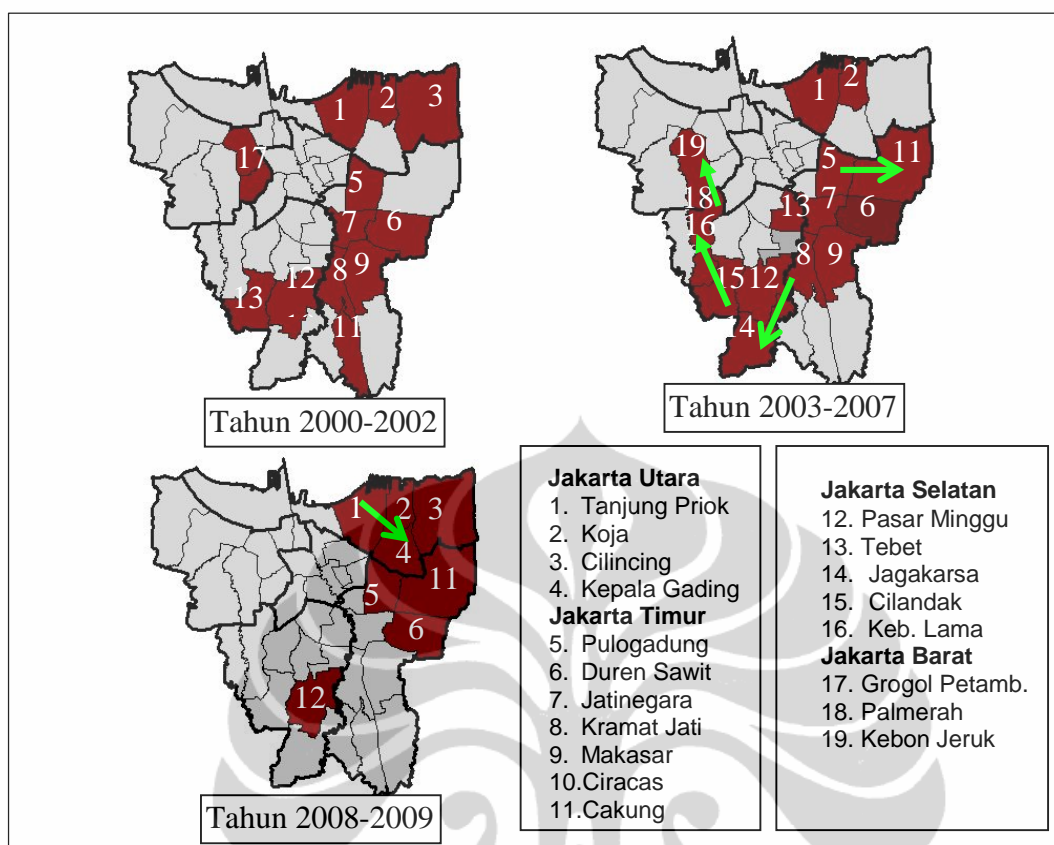 1 2 3
17
5
7 6
8 9
12
13
11
Tahun 2000-2002
1 2
19
5 11
18 13 7 6
16
8 9
15 12
14
Tahun 2003-2007
1 2 3
4
11
5
6
12
Tahun 2008-2009
Jakarta Utara
1. Tanjung Priok
2. Koja
3. Cilincing
4. Kepala Gading
Jakarta Timur
5. Pulogadung
6. Duren Sawit
7. Jatinegara
8. Kramat Jati
9. Makasar
10.Ciracas
11.Cakung
Jakarta Selatan
12. Pasar Minggu
13. Tebet
14. Jagakarsa
15. Cilandak
16. Keb. Lama
Jakarta Barat
17. Grogol Petamb.
18. Palmerah
19. Kebon Jeruk